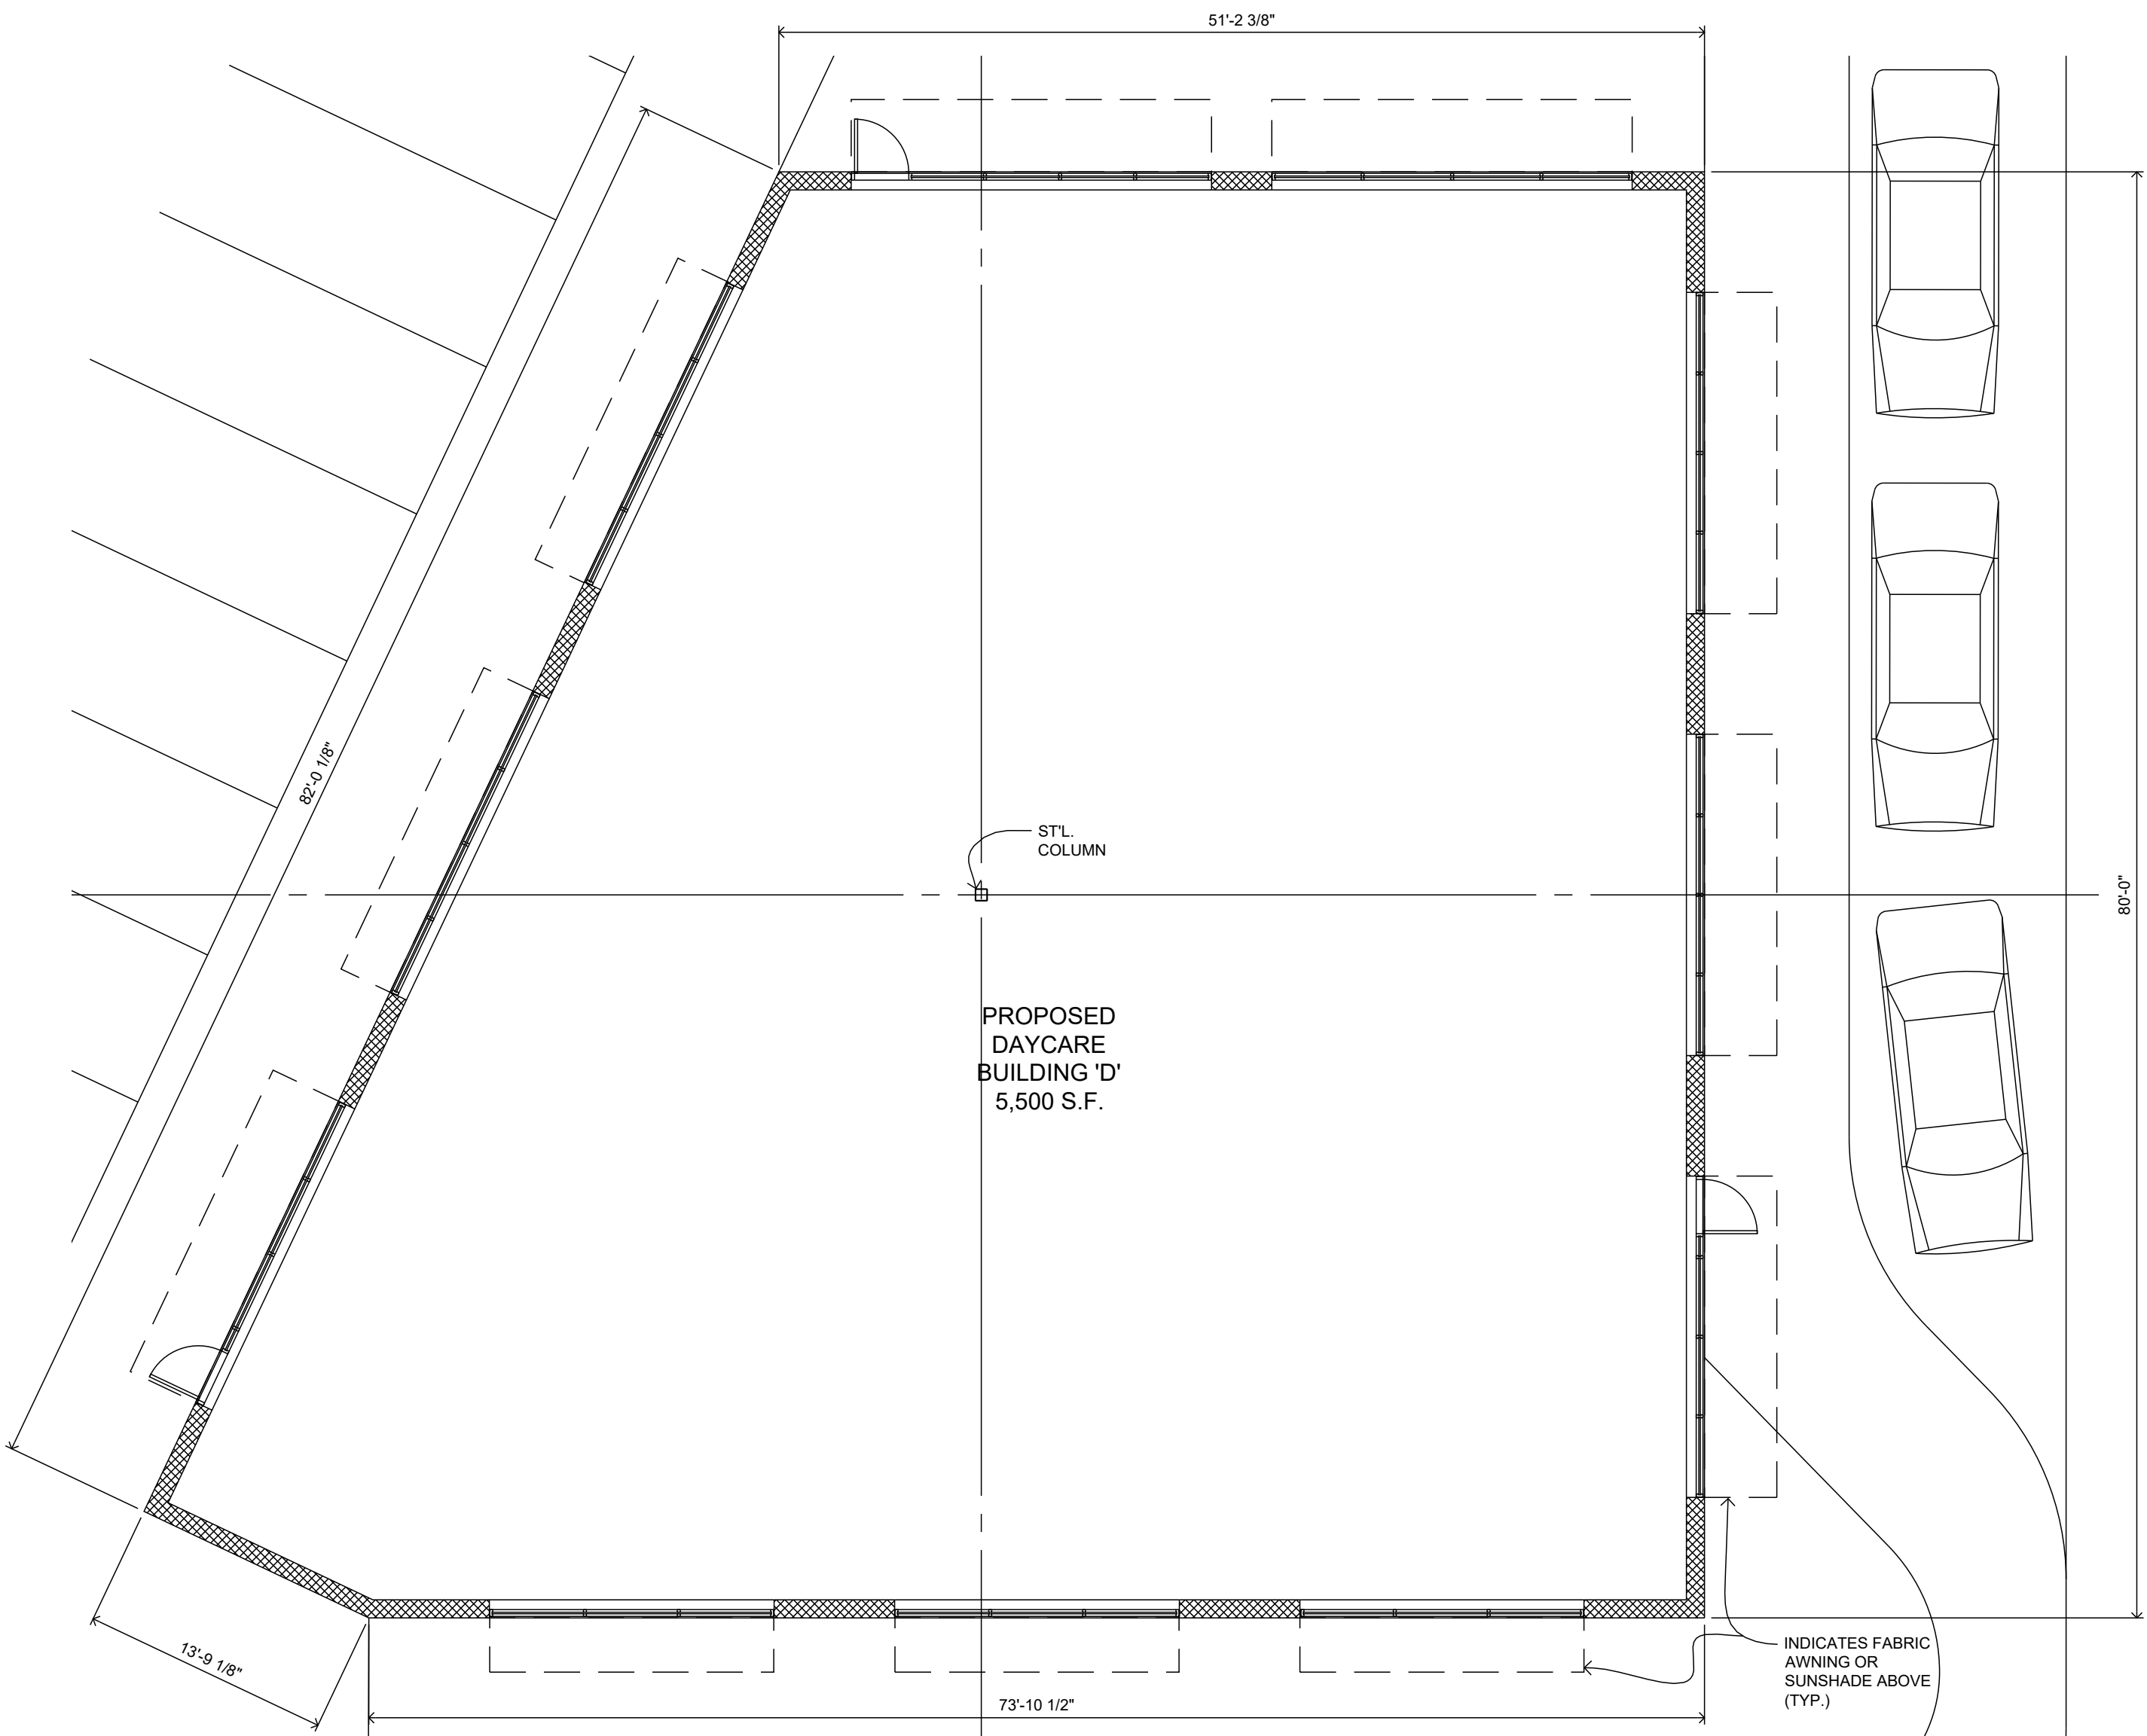 51'-2 3/8"
82'-0 1/8"
ST'L.
COLUMN
80'-0"
PROPOSED
DAYCARE
BUILDING 'D'
5,500 S.F.
13'-9 1/8"
73'-10 1/2"
INDICATES FABRIC
AWNING OR
SUNSHADE ABOVE
(TYP.)